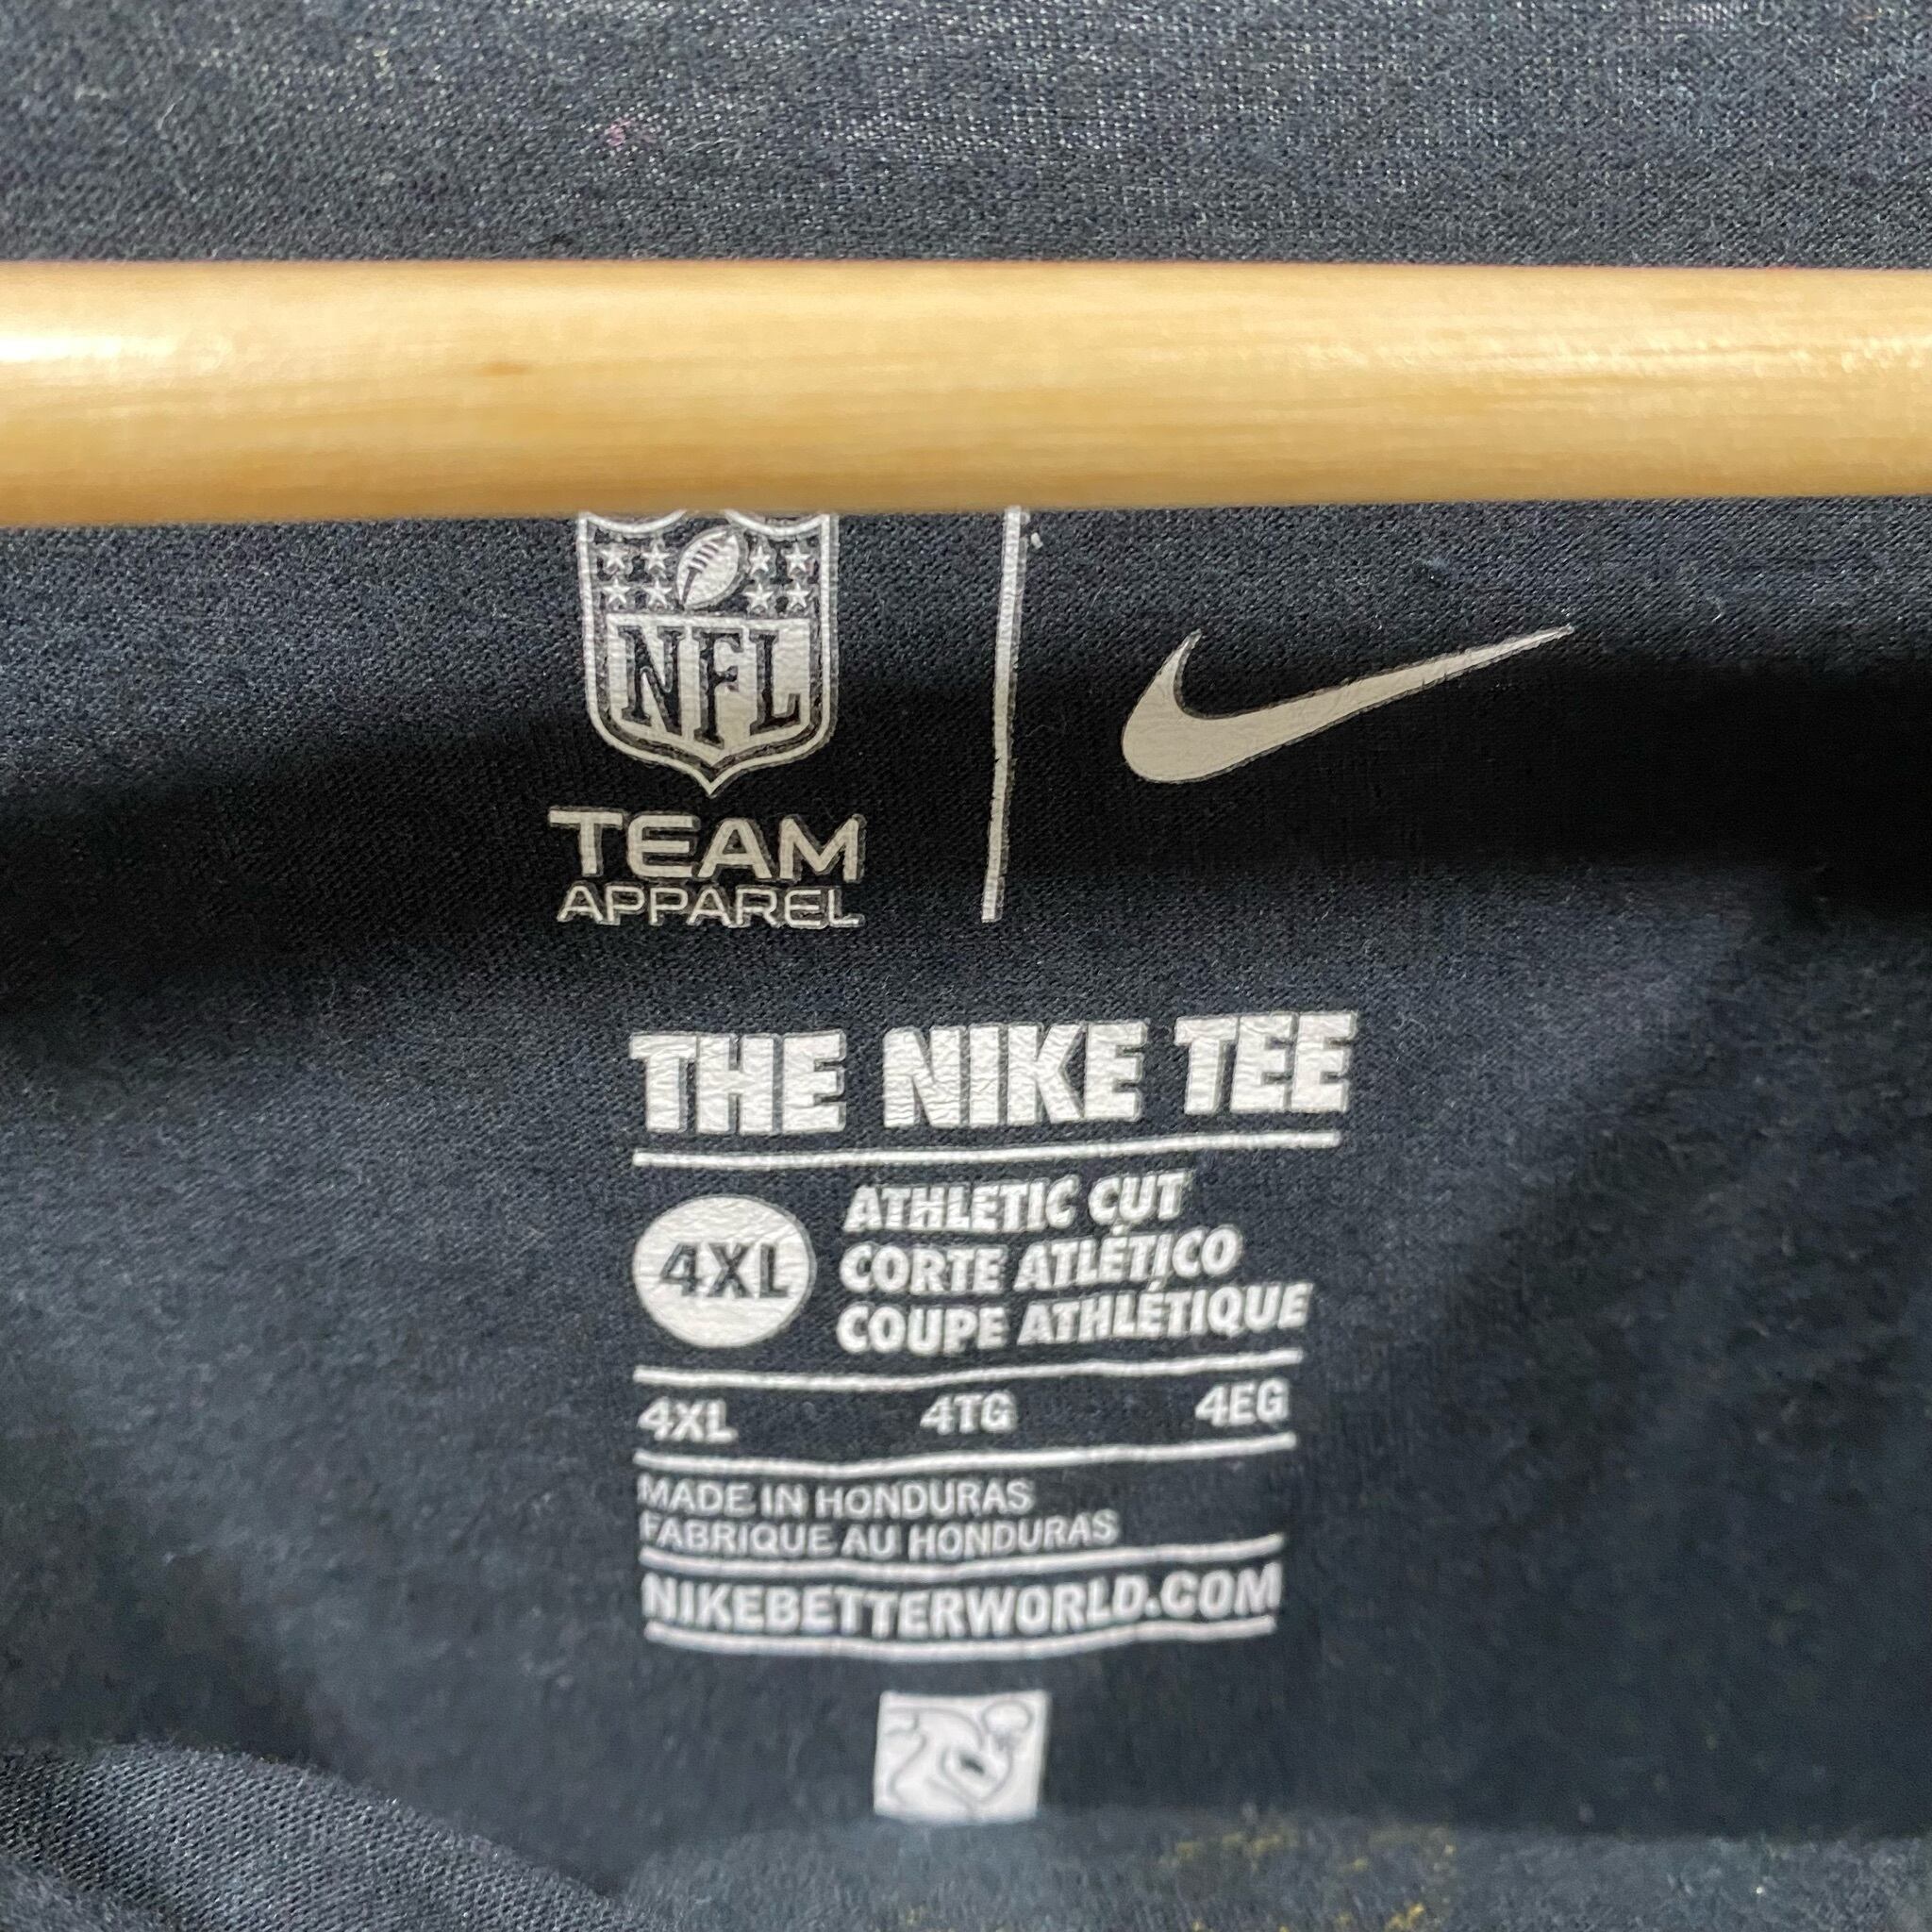 NFL
TEAM
APPAREL
THE NIKE TEE
4XL
ATHLETIC CUT
CORTE ATLÉTICO
COUPE ATHLÉTIQUE
4XL 4TG 4EG
MADE IN HONDURAS
FABRIQUE AU HONDURAS
NIKEBETTERWORLD.COM